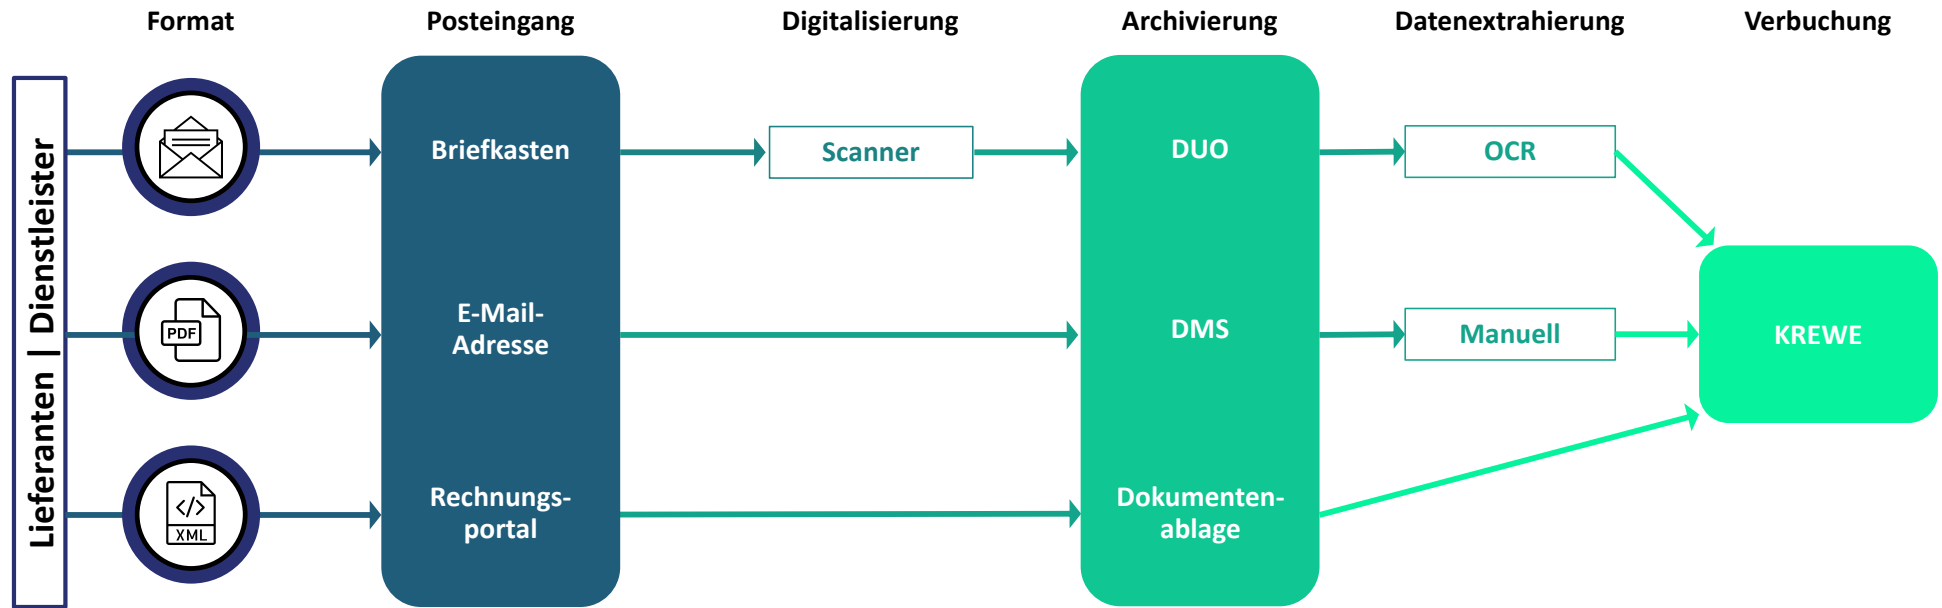 Format
Posteingang
Digitalisierung
Archivierung
Datenextrahierung
Verbuchung
Lieferanten | Dienstleister
Briefkasten
Scanner
DUO
OCR
PDF
E-Mail-
Adresse
DMS
Manuell
KREWE
</>
XML
Rechnungs-
portal
Dokumenten-
ablage